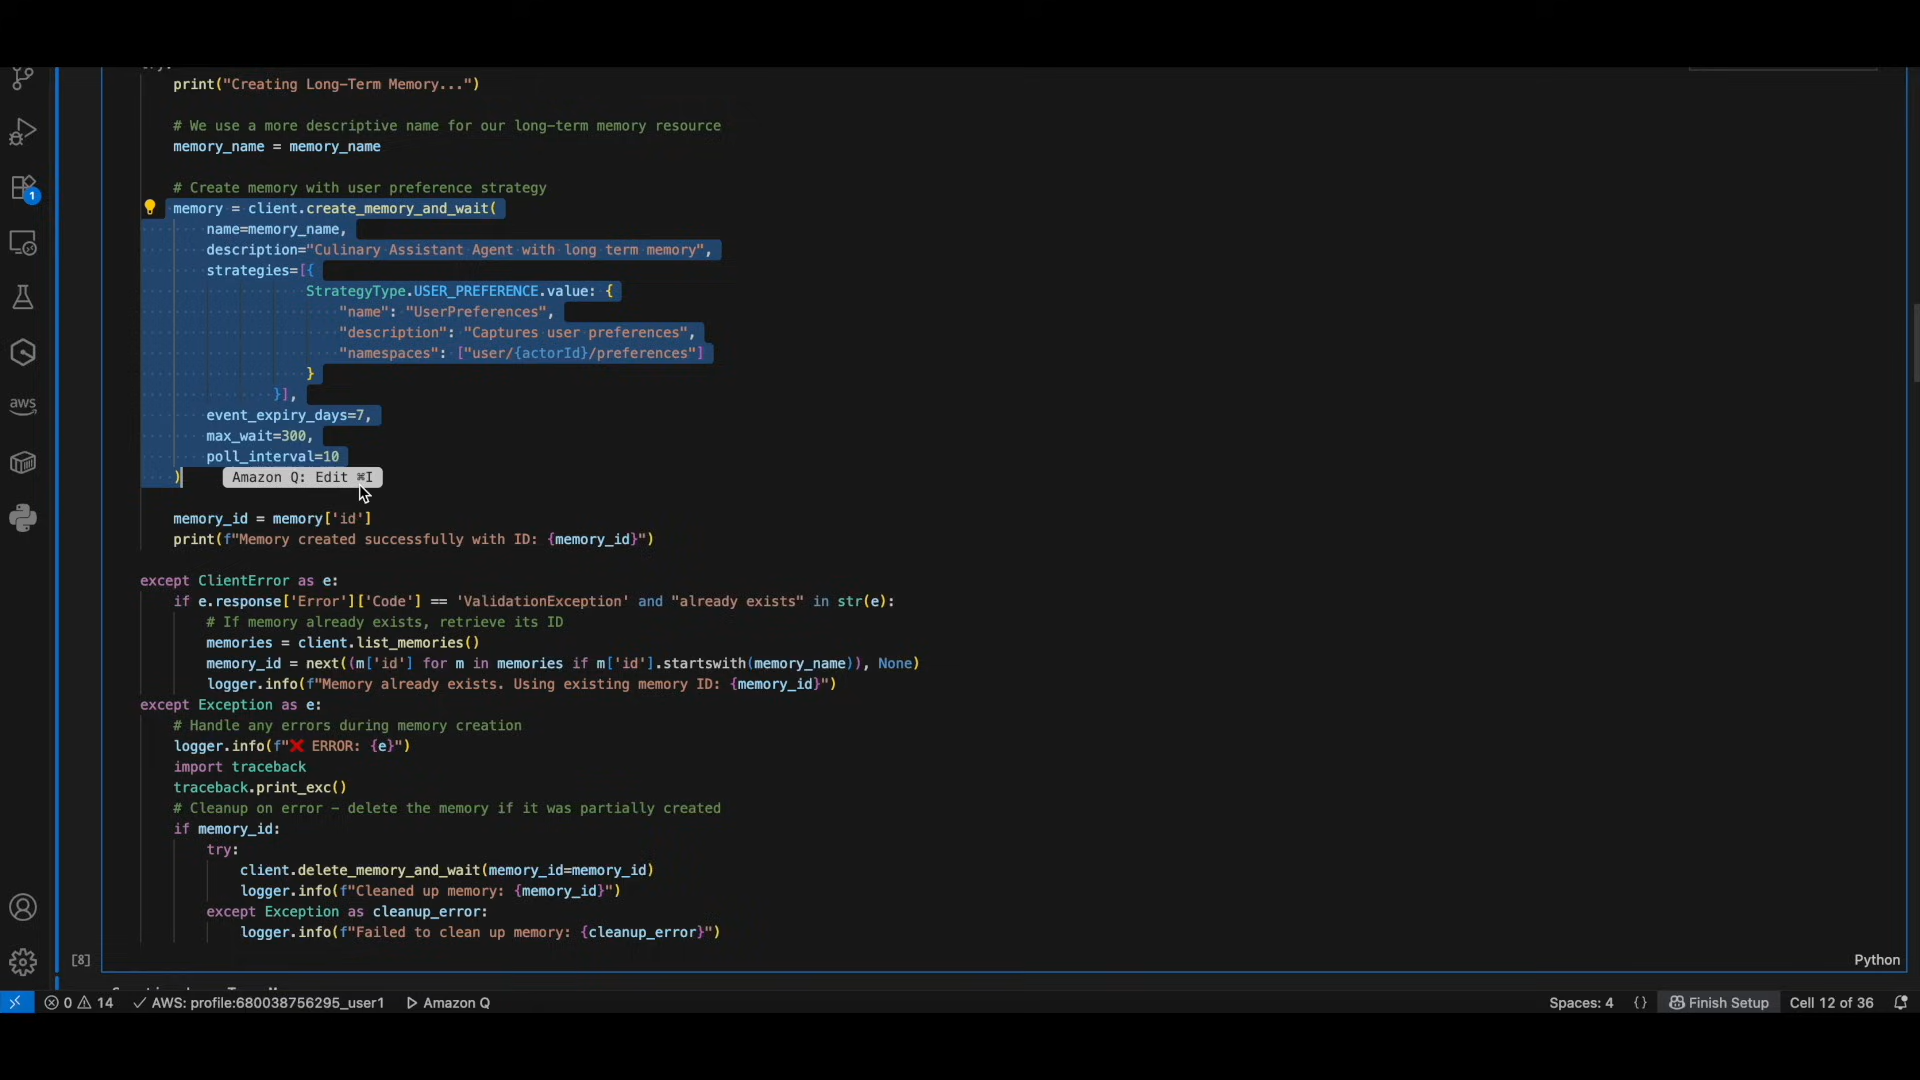 print("Creating Long-Term Memory...")
# We use a more descriptive name for our long-term memory resource
memory_name = memory_name
# Create memory with user preference strategy
memory = client.create_memory_and_wait(
name=memory_name,
description="Culinary Assistant Agent with long term memory",
strategies=[{
StrategyType.USER_PREFERENCE.value: {
"name": "UserPreferences",
"description": "Captures user preferences",
"namespaces": ["user/{actorId}/preferences"]
}
}],
event_expiry_days=7,
max_wait=300,
poll_interval=10
)
Amazon Q: Edit ⌘I
memory_id = memory['id']
print(f"Memory created successfully with ID: {memory_id}")
except ClientError as e:
if e.response['Error']['Code'] == 'ValidationException' and "already exists" in str(e):
# If memory already exists, retrieve its ID
memories = client.list_memories()
memory_id = next((m['id'] for m in memories if m['id'].startswith(memory_name)), None)
logger.info(f"Memory already exists. Using existing memory ID: {memory_id}")
except Exception as e:
# Handle any errors during memory creation
logger.info(f"❌ ERROR: {e}")
import traceback
traceback.print_exc()
# Cleanup on error – delete the memory if it was partially created
if memory_id:
try:
client.delete_memory_and_wait(memory_id=memory_id)
logger.info(f"Cleaned up memory: {memory_id}")
except Exception as cleanup_error:
logger.info(f"Failed to clean up memory: {cleanup_error}")
[8]
Python
1
aws
0 14 AWS: profile:680038756295_user1 Amazon Q Spaces: 4 {} Finish Setup Cell 12 of 36